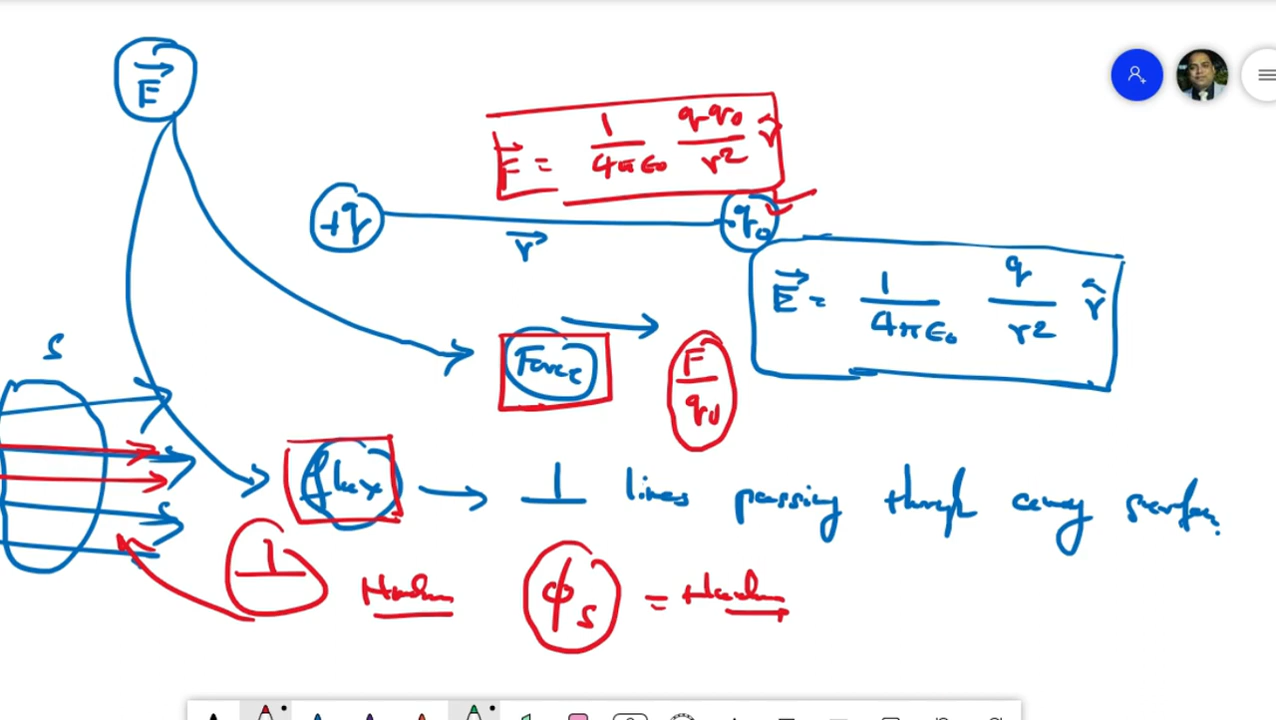 E⃗
F⃗ = 1/4πϵ₀ qq₀/r² r̂
+q
r⃗
q₀
E⃗ = 1/4πϵ₀ q/r² r̂
S
Force → F/q₀
flux → ⊥ lines passing through any surface
⊥
ϕₛ =